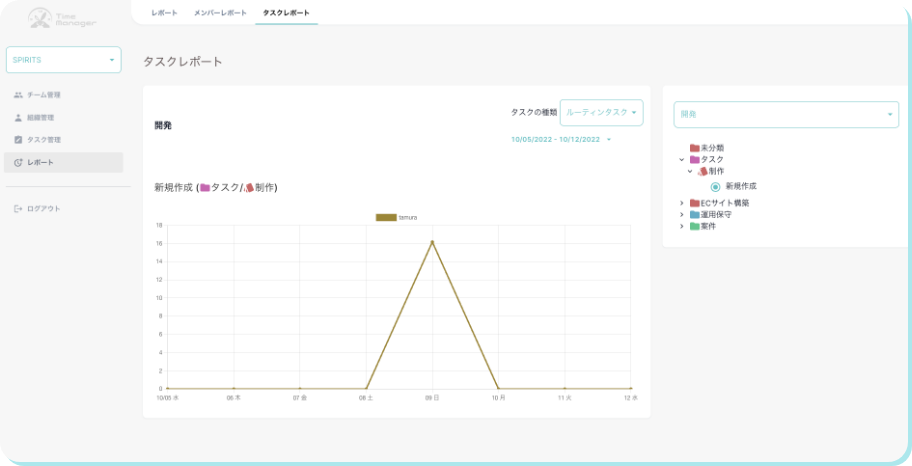 Time
Manager
レポート
メンバーレポート
タスクレポート
SPIRITS
チーム管理
組織管理
タスク管理
レポート
ログアウト
タスクレポート
開発
タスクの種類
ルーティンタスク
10/05/2022 - 10/12/2022
新規作成 (タスク/制作)
tamura
18
16
14
12
10
8
6
4
2
0
10/05 水
06 木
07 金
08 土
09 日
10 月
11 火
12 水
開発
未分類
タスク
制作
新規作成
ECサイト構築
運用保守
案件